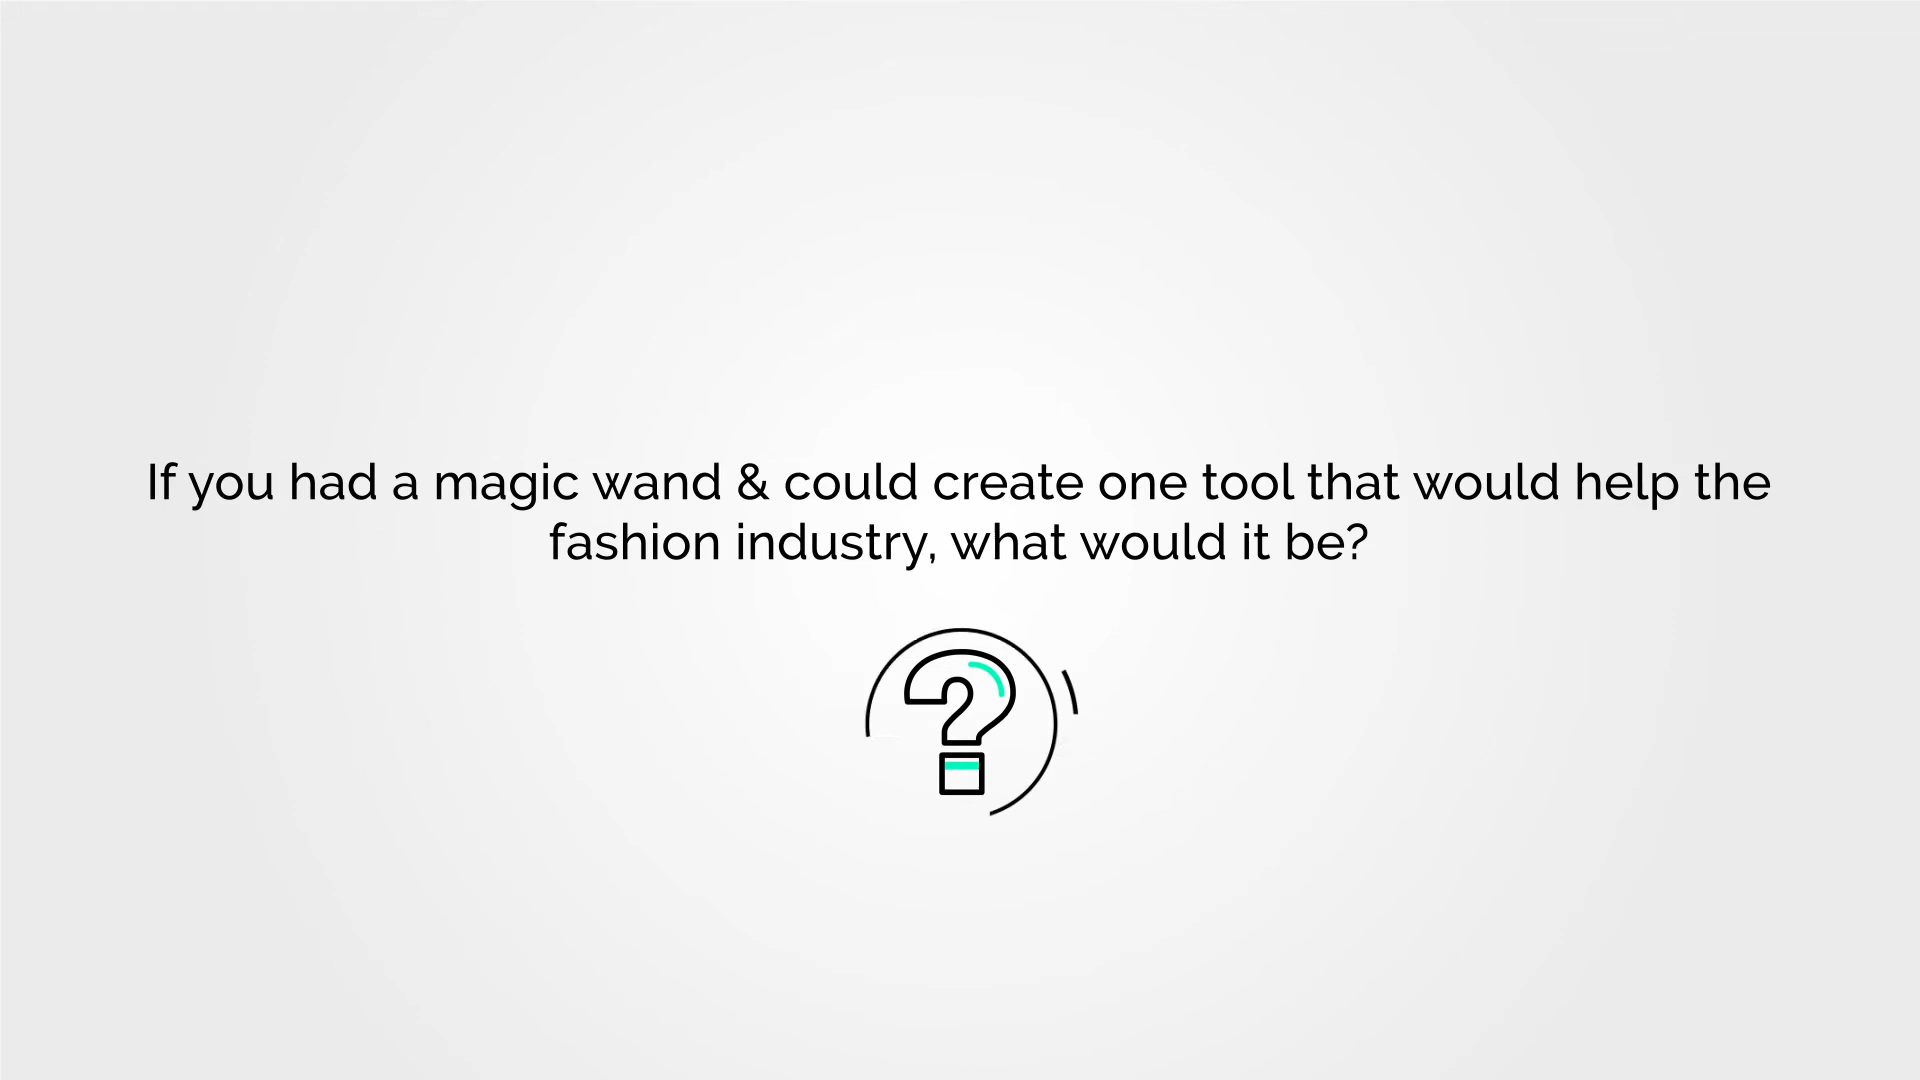 If you had a magic wand & could create one tool that would help the
fashion industry, what would it be?